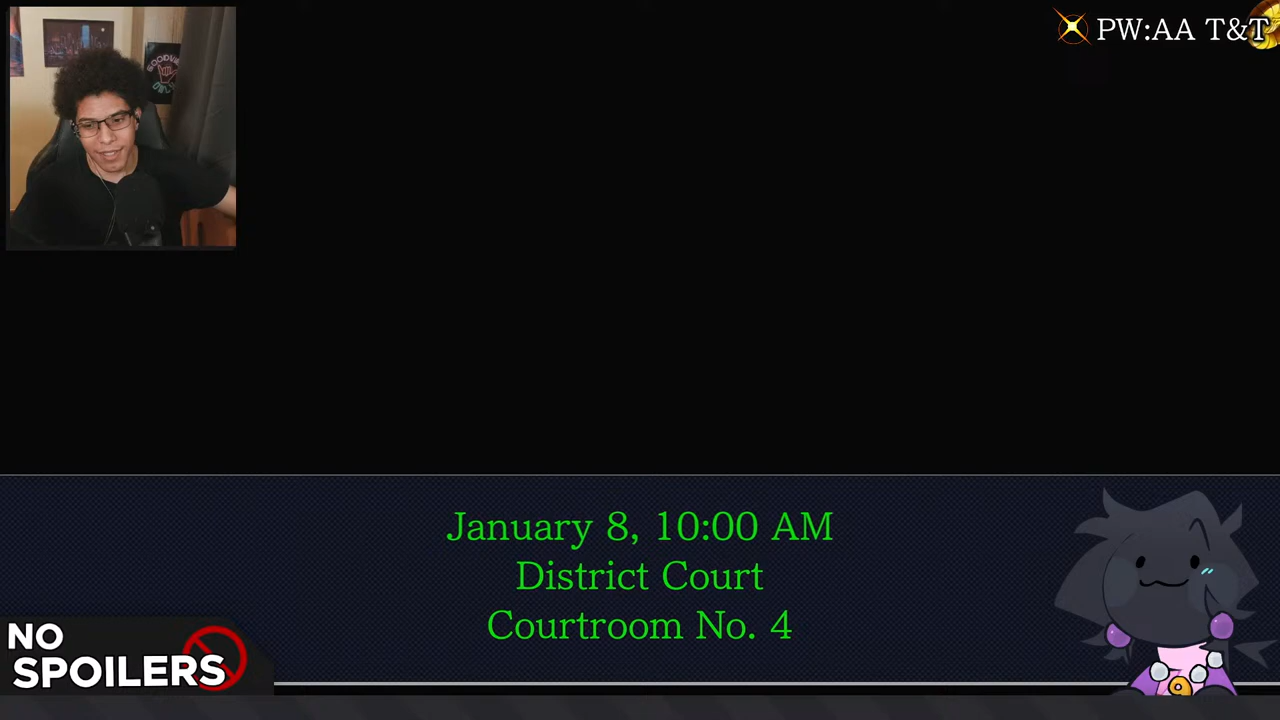 PW:AA T&T
January 8, 10:00 AM
District Court
Courtroom No. 4
NO
SPOILERS